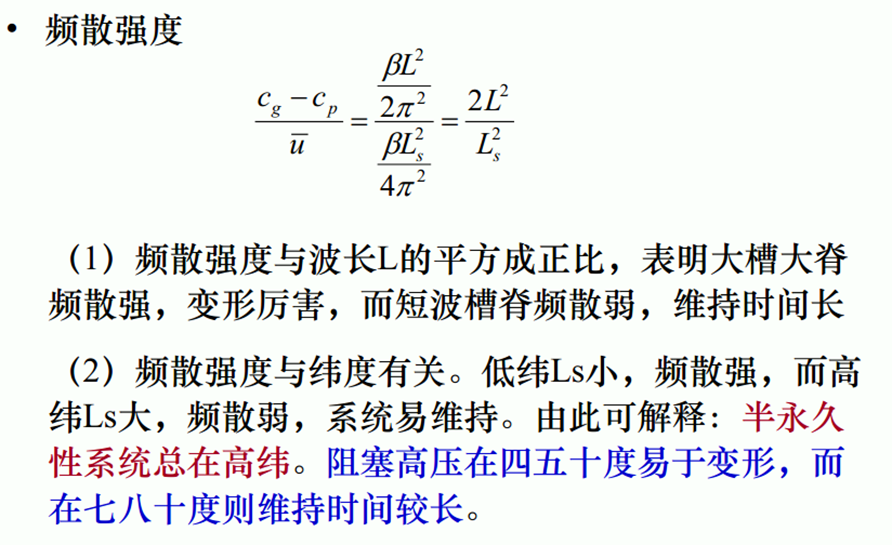 • 频散强度
$\frac{c_g - c_p}{\bar{u}} = \frac{\frac{\beta L^2}{2\pi^2}}{\frac{\beta L_s^2}{4\pi^2}} = \frac{2L^2}{L_s^2}$
（1）频散强度与波长L的平方成正比，表明大槽大脊
频散强，变形厉害，而短波槽脊频散弱，维持时间长
（2）频散强度与纬度有关。低纬Ls小，频散强，而高
纬Ls大，频散弱，系统易维持。由此可解释：半永久
性系统总在高纬。阻塞高压在四五十度易于变形，而
在七八十度则维持时间较长。